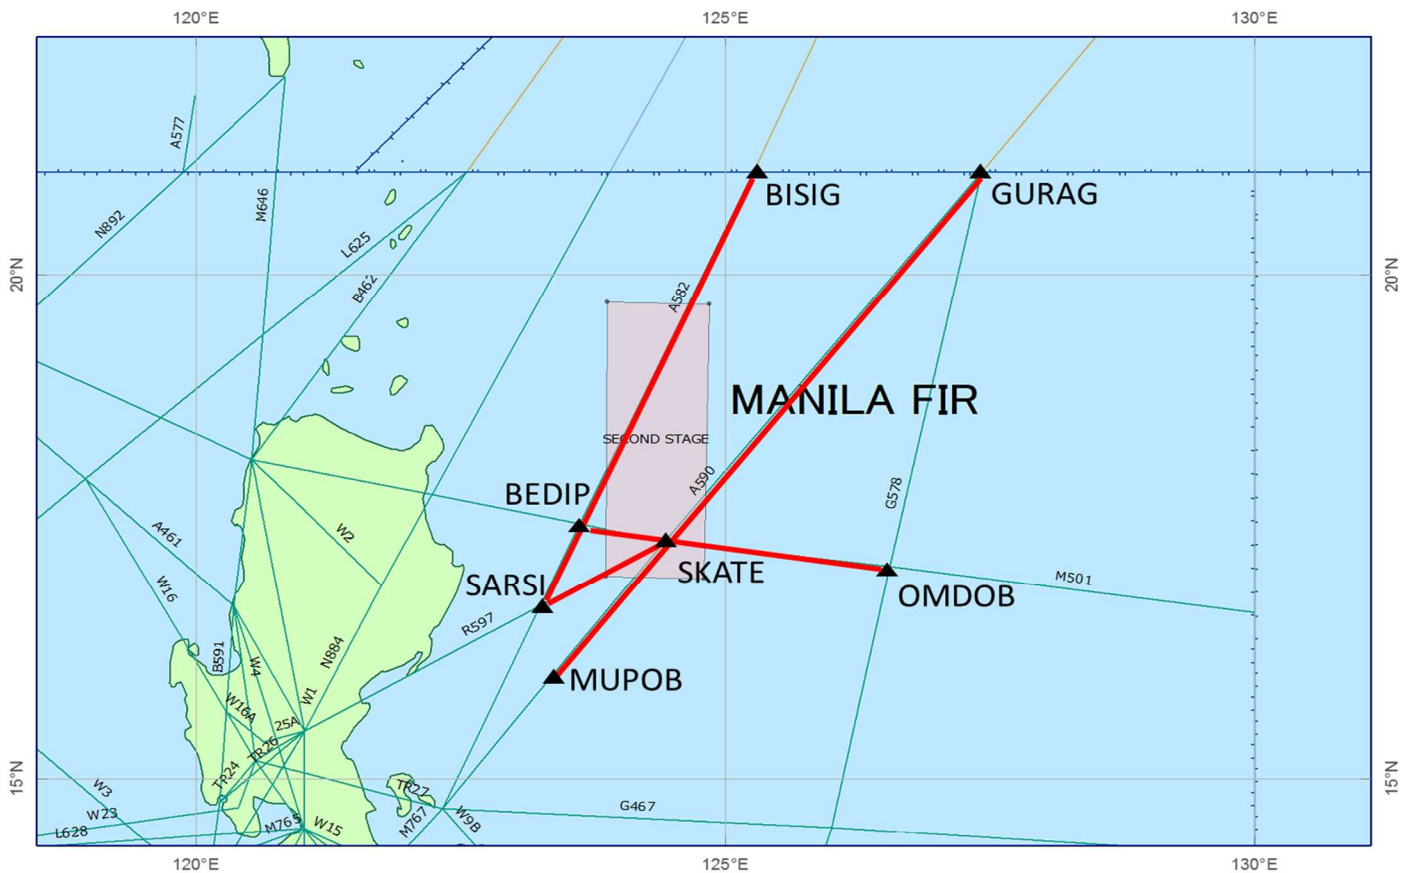 120°E
125°E
130°E
A577
M646
N892
L625
B462
BISIG
GURAG
20°N
20°N
A582
MANILA FIR
SECOND STAGE
A590
G578
BEDIP
A461
W2
SKATE
SARSI
OMDOB
M501
W16
R597
B591
W4
N884
MUPOB
W1
W16A
25A
TR26
TR24
15°N
15°N
TR27
W3
W23
L628
M765
W15
M767
W9B
G467
120°E
125°E
130°E